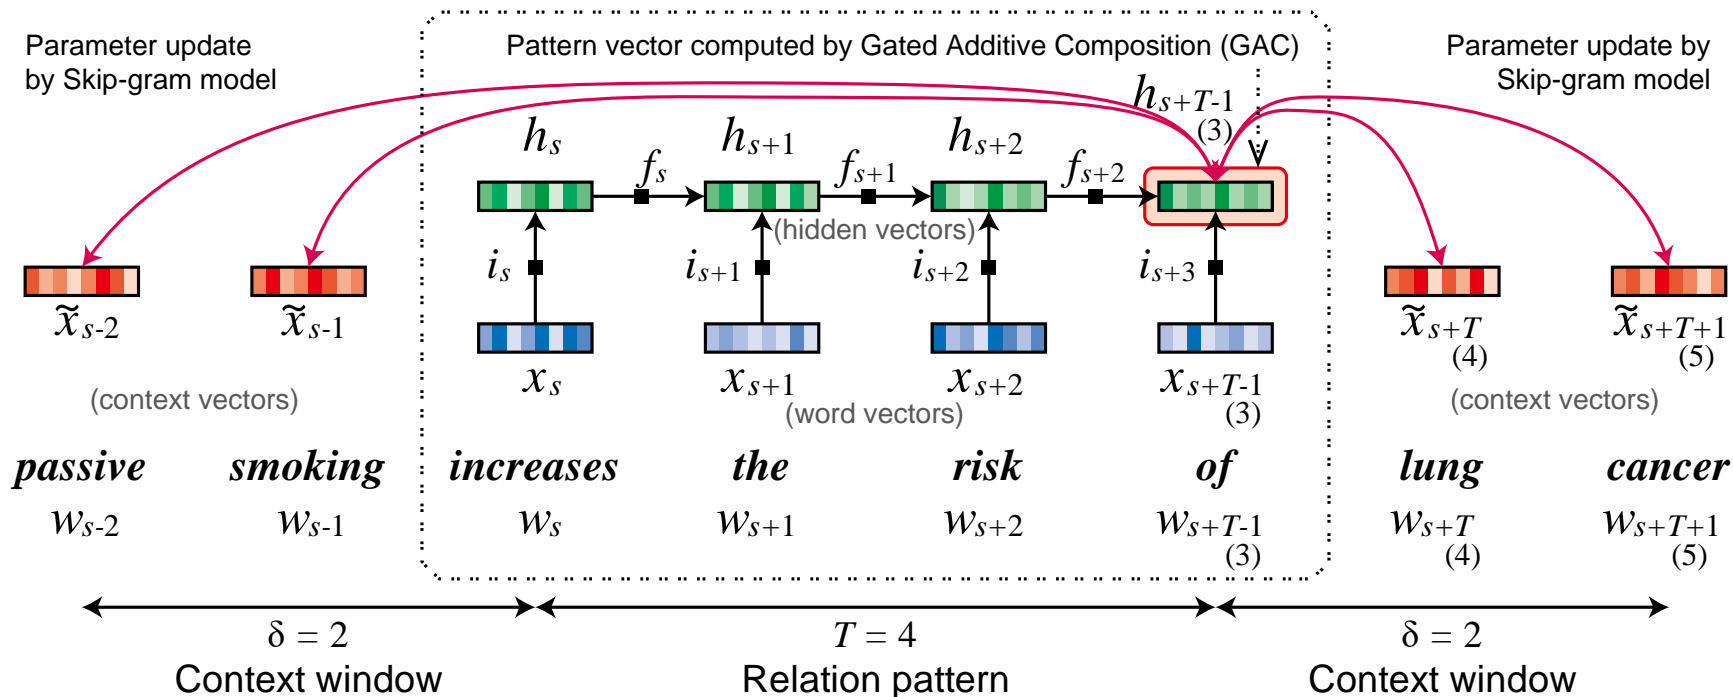 Parameter update
by Skip-gram model
Pattern vector computed by Gated Additive Composition (GAC)
Parameter update by
Skip-gram model
h_s h_{s+1} h_{s+2} h_{s+T-1}
(3)
f_s f_{s+1} f_{s+2}
(hidden vectors)
i_s i_{s+1} i_{s+2} i_{s+3}
x̃_{s-2} x̃_{s-1} x̃_{s+T} x̃_{s+T+1}
(4) (5)
x_s x_{s+1} x_{s+2} x_{s+T-1}
(3)
(context vectors) (word vectors) (context vectors)
passive smoking increases the risk of lung cancer
w_{s-2} w_{s-1} w_s w_{s+1} w_{s+2} w_{s+T-1} w_{s+T} w_{s+T+1}
(3) (4) (5)
δ = 2 T = 4 δ = 2
Context window Relation pattern Context window